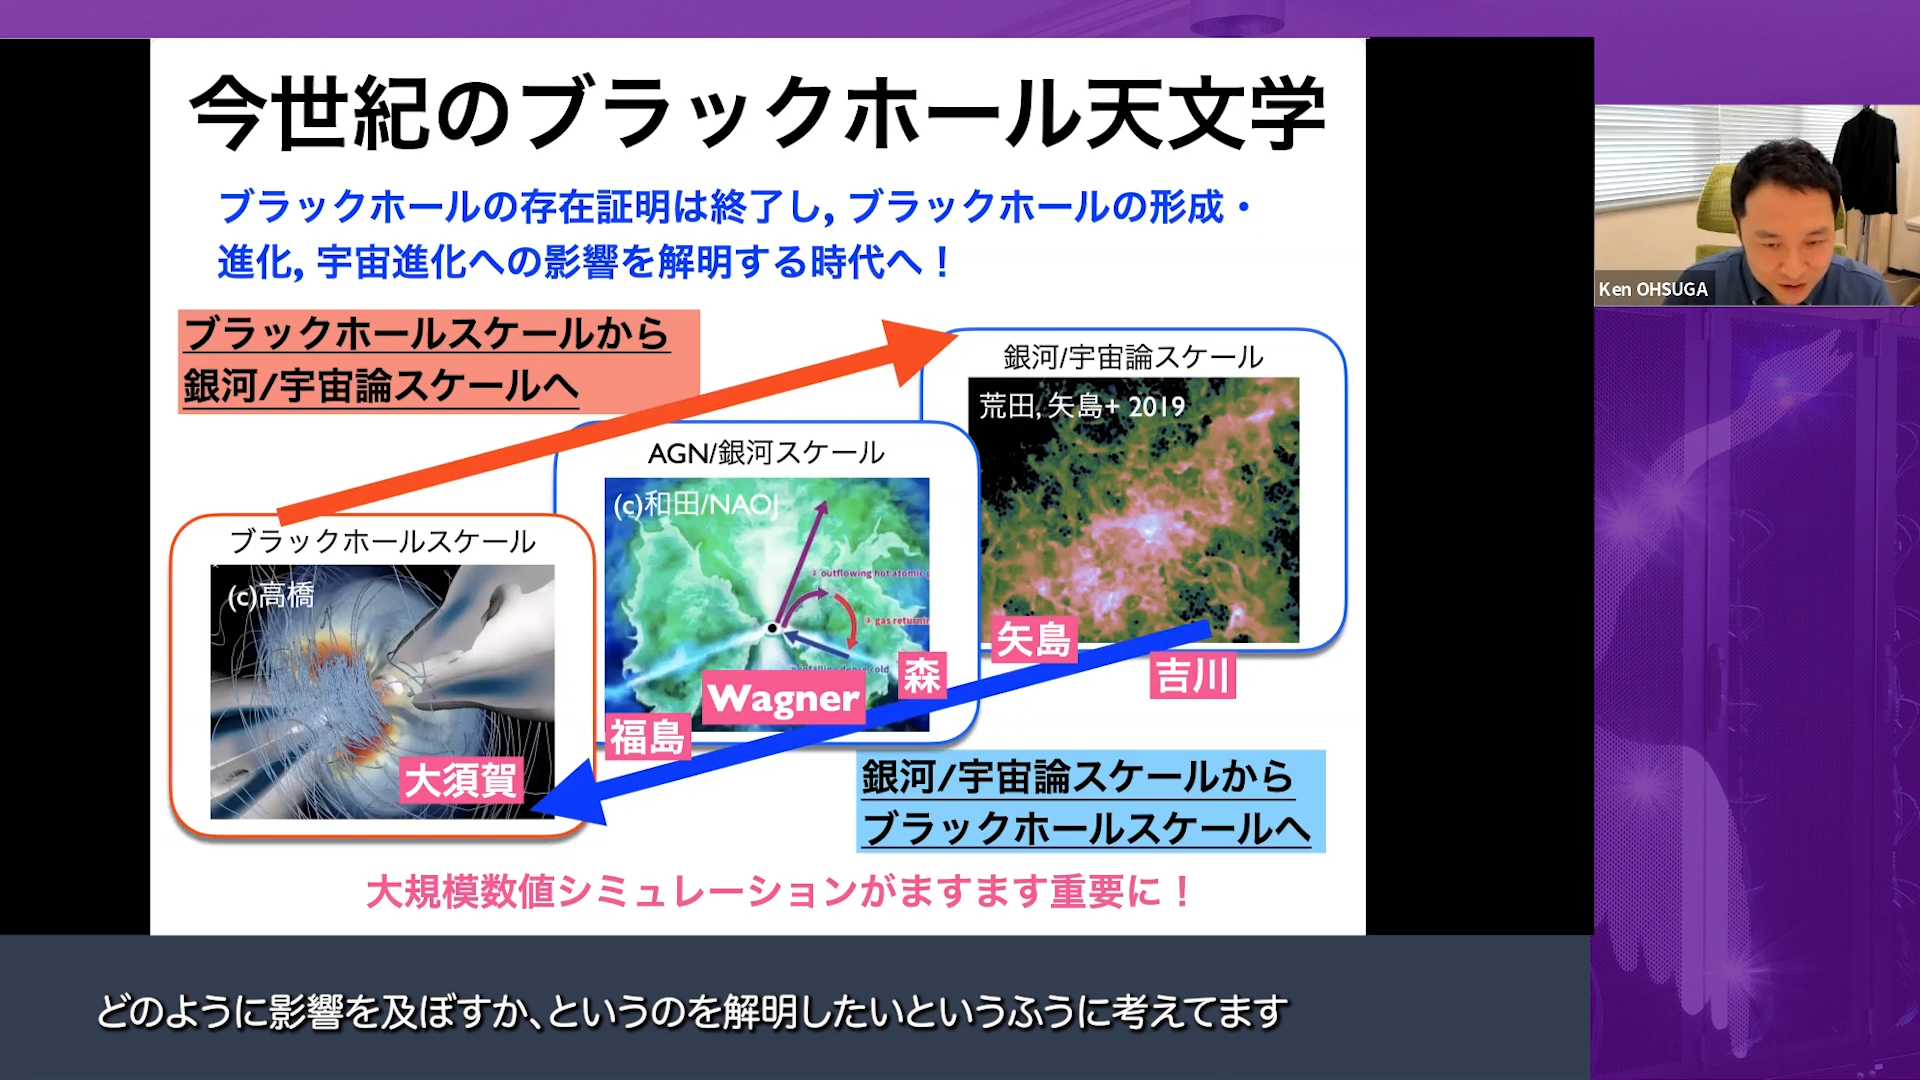 今世紀のブラックホール天文学
ブラックホールの存在証明は終了し, ブラックホールの形成・
進化, 宇宙進化への影響を解明する時代へ！
ブラックホールスケールから
銀河/宇宙論スケールへ
銀河/宇宙論スケール
荒田, 矢島+ 2019
AGN/銀河スケール
(c)和田/NAOJ
outflowing hot atomic
gas returnin
ブラックホールスケール
(c)高橋
矢島
吉川
森
Wagner
福島
大須賀
銀河/宇宙論スケールから
ブラックホールスケールへ
大規模数値シミュレーションがますます重要に！
Ken OHSUGA
どのように影響を及ぼすか、というのを解明したいというふうに考えてます